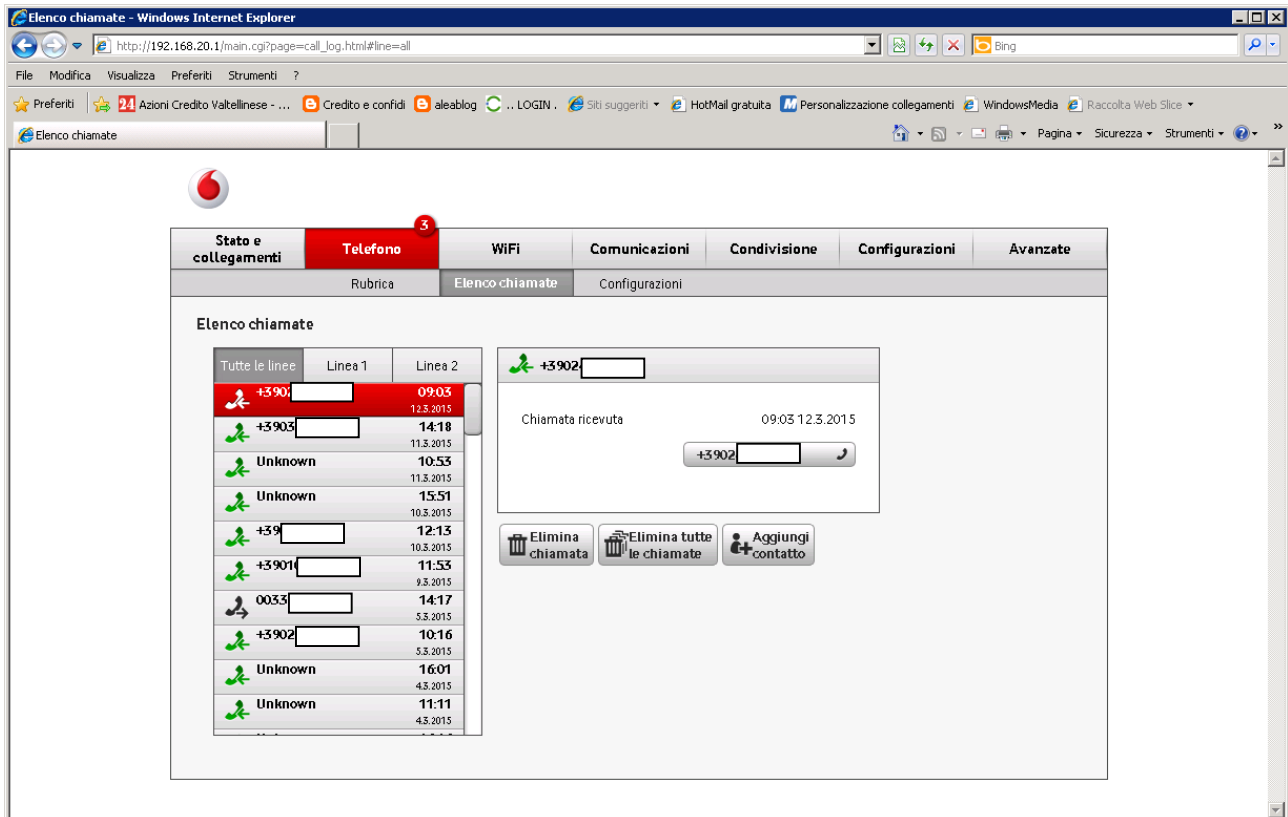 Elenco chiamate - Windows Internet Explorer
http://192.168.20.1/main.cgi?page=call_log.html#line=all
Bing
File Modifica Visualizza Preferiti Strumenti ?
Preferiti 24 Azioni Credito Valtellinese - ... Credito e confidi aleablog .. LOGIN . Siti suggeriti HotMail gratuita M Personalizzazione collegamenti WindowsMedia Raccolta Web Slice
Elenco chiamate
Pagina Sicurezza Strumenti »
3
Stato e collegamenti Telefono WiFi Comunicazioni Condivisione Configurazioni Avanzate
Rubrica Elenco chiamate Configurazioni
Elenco chiamate
Tutte le linee Linea 1 Linea 2
+390 09:03
12.3.2015
+3903 14:18
11.3.2015
Unknown 10:53
11.3.2015
Unknown 15:51
10.3.2015
+39 12:13
10.3.2015
+3901 11:53
9.3.2015
0033 14:17
5.3.2015
+3902 10:16
5.3.2015
Unknown 16:01
4.3.2015
Unknown 11:11
4.3.2015
+3902
Chiamata ricevuta 09:03 12.3.2015
+3902
Elimina chiamata
Elimina tutte le chiamate
Aggiungi contatto